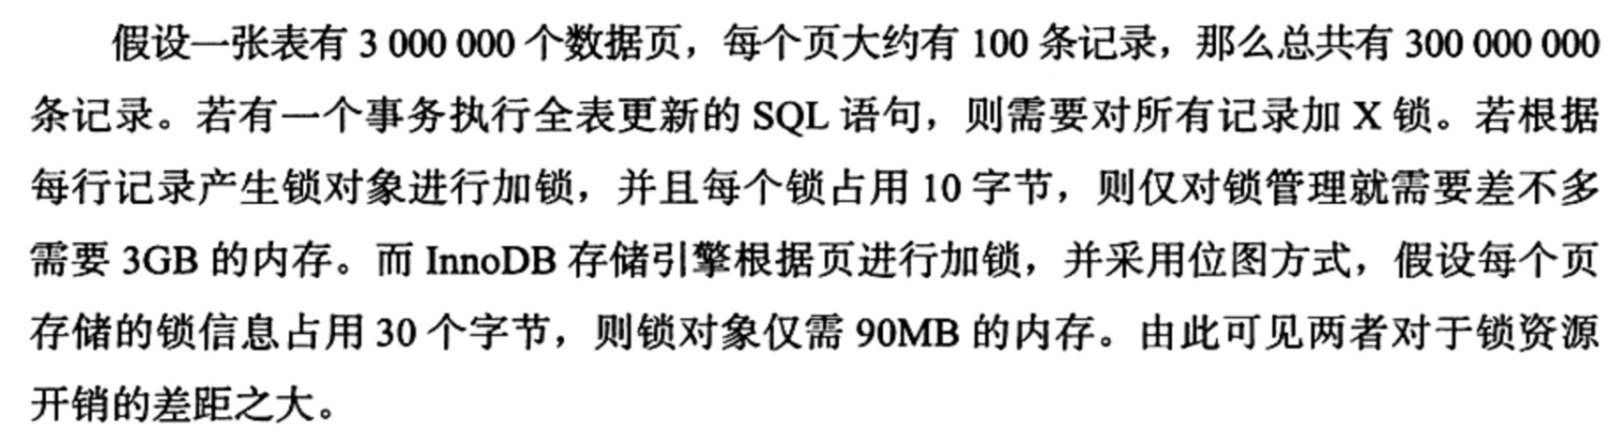 假设一张表有 3 000 000 个数据页，每个页大约有 100 条记录，那么总共有 300 000 000
条记录。若有一个事务执行全表更新的 SQL 语句，则需要对所有记录加 X 锁。若根据
每行记录产生锁对象进行加锁，并且每个锁占用 10 字节，则仅对锁管理就需要差不多
需要 3GB 的内存。而 InnoDB 存储引擎根据页进行加锁，并采用位图方式，假设每个页
存储的锁信息占用 30 个字节，则锁对象仅需 90MB 的内存。由此可见两者对于锁资源
开销的差距之大。